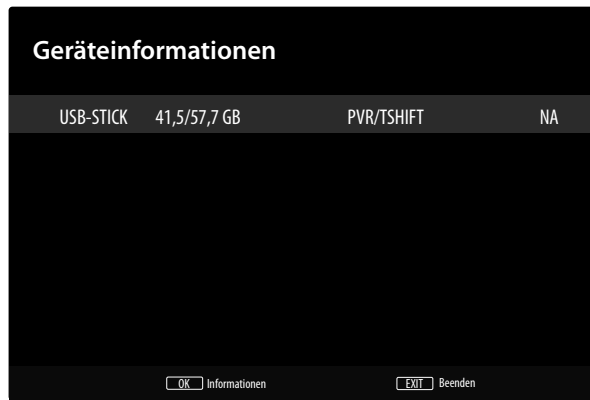 Geräteinformationen
USB-STICK 41,5/57,7 GB PVR/TSHIFT NA
OK Informationen EXIT Beenden